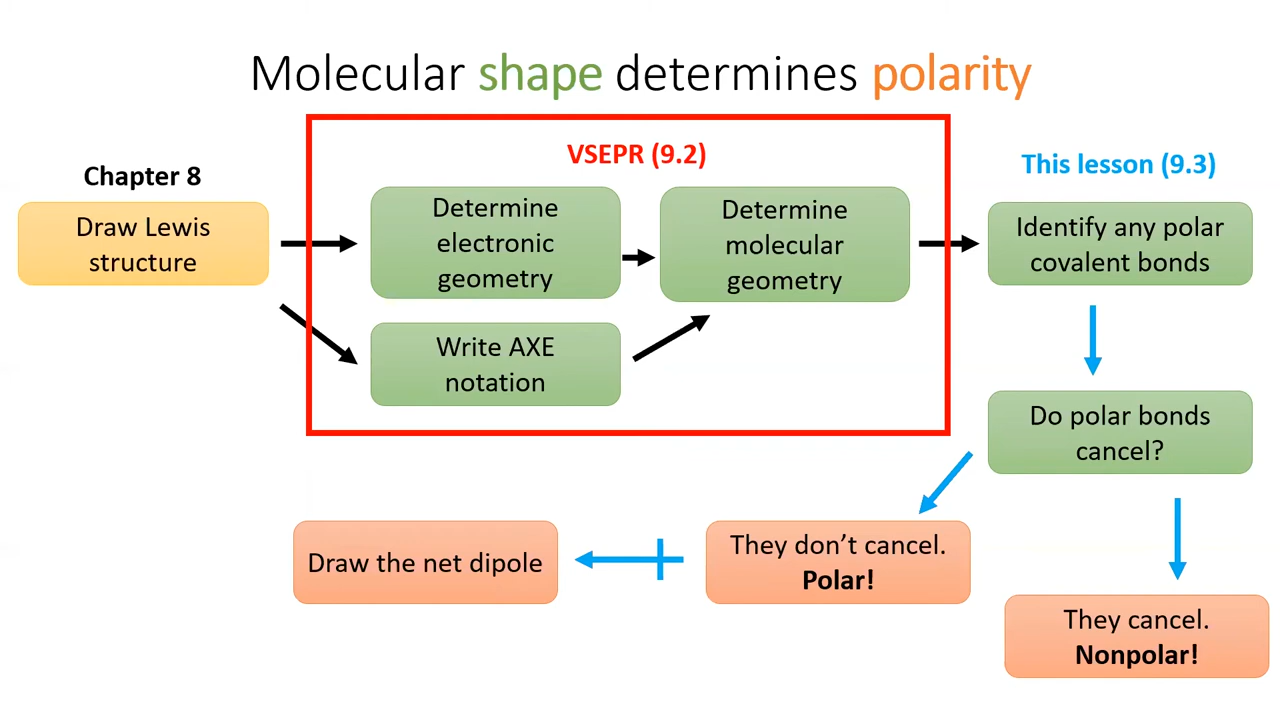 Molecular shape determines polarity
Chapter 8
Draw Lewis
structure
VSEPR (9.2)
Determine
electronic
geometry
Determine
molecular
geometry
Write AXE
notation
This lesson (9.3)
Identify any polar
covalent bonds
Do polar bonds
cancel?
They don’t cancel.
Polar!
Draw the net dipole
They cancel.
Nonpolar!